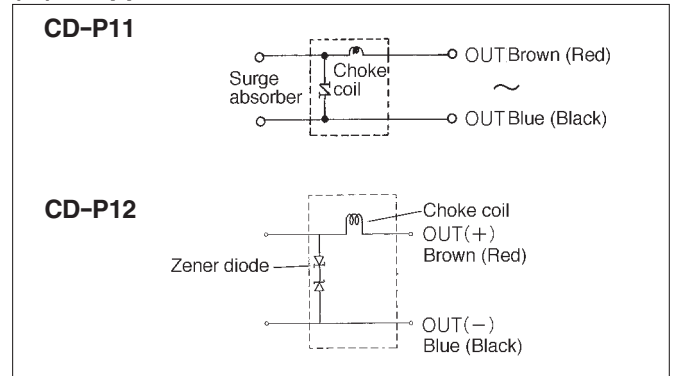 CD-P11
Surge
absorber
Choke
coil
OUT Brown (Red)
~
OUT Blue (Black)
CD-P12
Zener diode
Choke coil
OUT(+)
Brown (Red)
OUT(−)
Blue (Black)